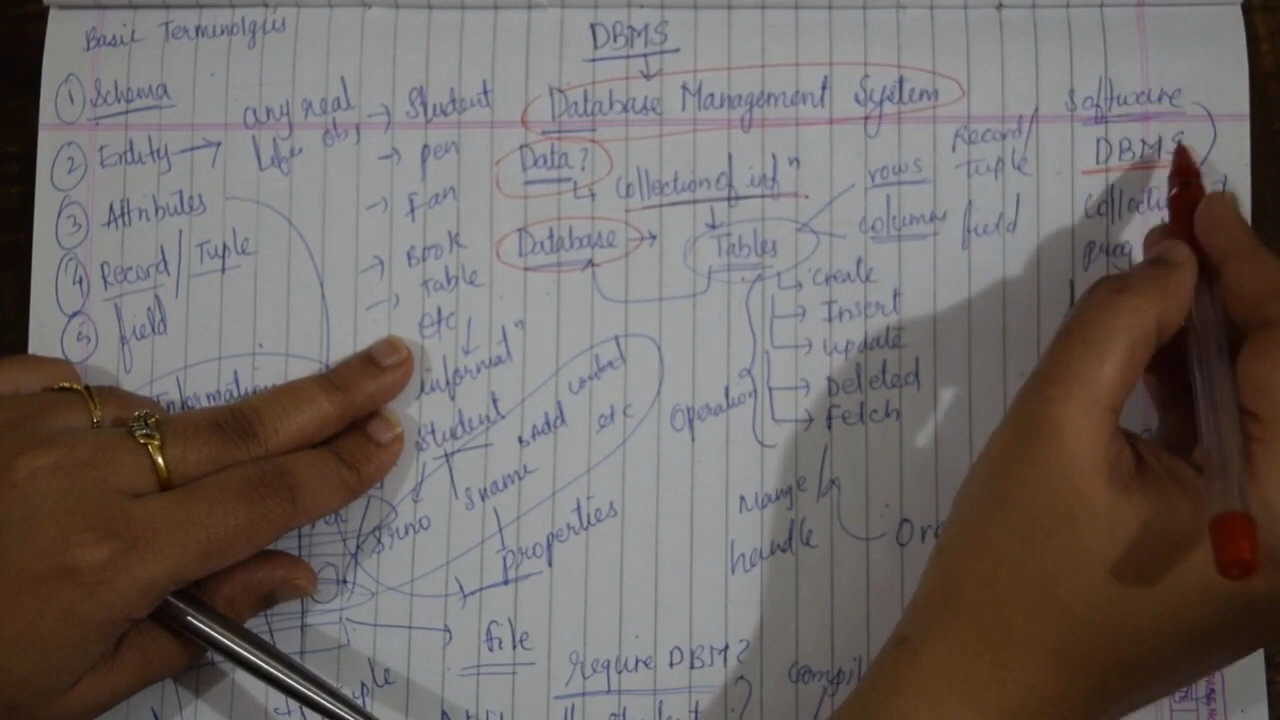 Basic Terminolgies
DBMS
① Schema
Database Management System
Software
any real
life obj
→ Student
② Entity →
→ pen
Data?
collection of infⁿ
rows
Record/
Tuple
DBMS
③ Attributes
→ Fan
Database →
Tables
columns
field
④ Record / Tuple
→ Book
→ Table
etc
⑤ field
→ create
→ Insert
→ update
→ Deleted
→ Fetch
Operation
Information
informatⁿ
Student
contact
sAdd
etc
sname
Srno
Properties
Mange /
handle
file
Require DBMS?